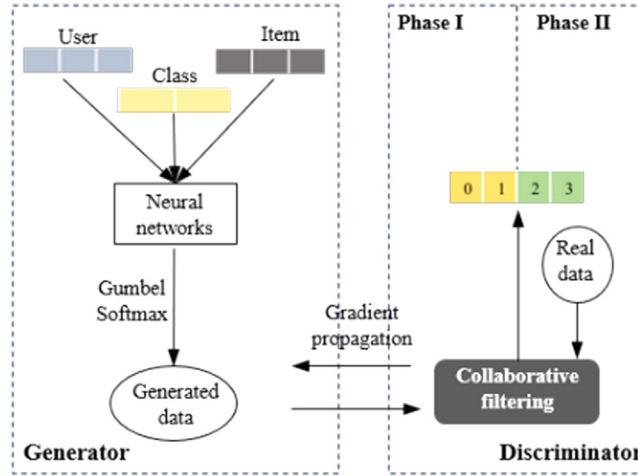 User
Item
Class
Neural
networks
Gumbel
Softmax
Generated
data
Generator
Gradient
propagation
Phase I
Phase II
0 1 2 3
Real
data
Collaborative
filtering
Discriminator